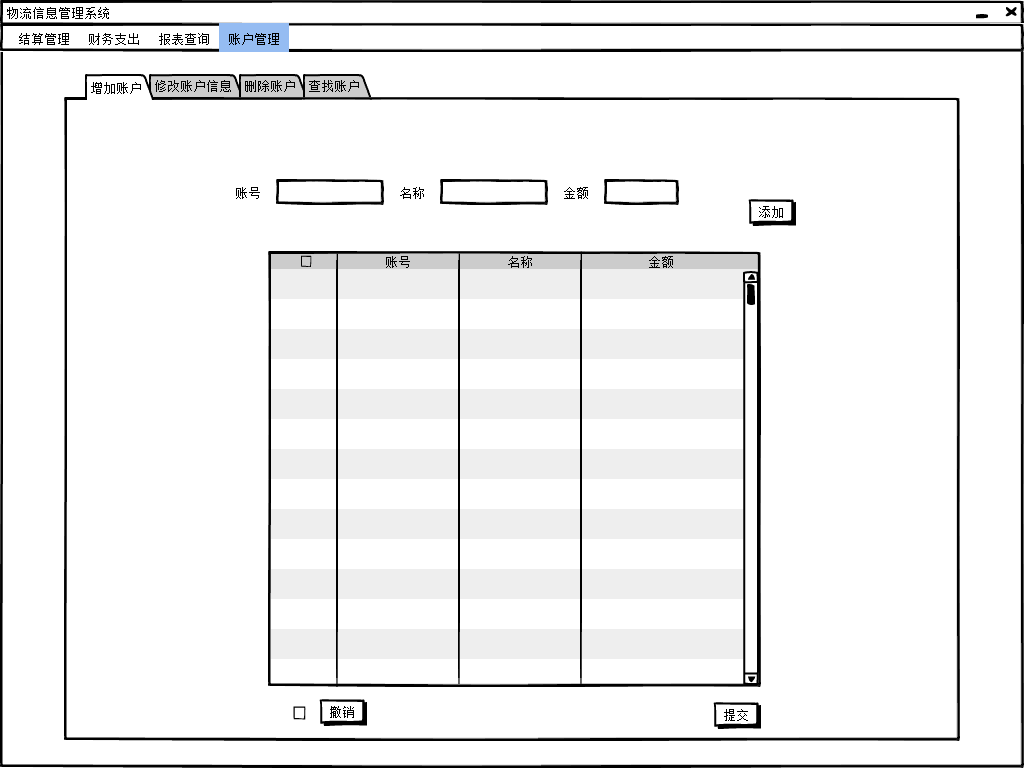 物流信息管理系统
结算管理 财务支出 报表查询 账户管理
增加账户 修改账户信息 删除账户 查找账户
账号 名称 金额
添加
账号 名称 金额
撤销 提交